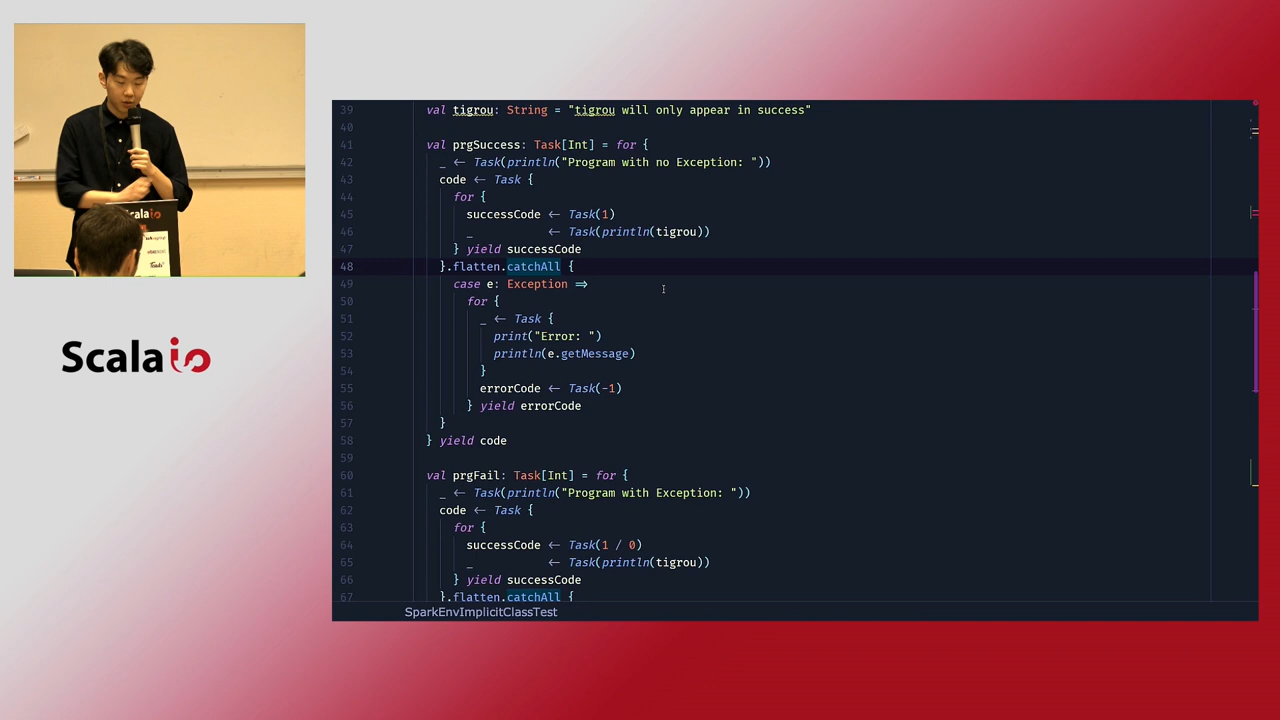 Scalaio
Scalaio
39 val tigrou: String = "tigrou will only appear in success"
40
41 val prgSuccess: Task[Int] = for {
42 _ ← Task(println("Program with no Exception: "))
43 code ← Task {
44 for {
45 successCode ← Task(1)
46 _ ← Task(println(tigrou))
47 } yield successCode
48 }.flatten.catchAll {
49 case e: Exception ⇒
50 for {
51 _ ← Task {
52 print("Error: ")
53 println(e.getMessage)
54 }
55 errorCode ← Task(-1)
56 } yield errorCode
57 }
58 } yield code
59
60 val prgFail: Task[Int] = for {
61 _ ← Task(println("Program with Exception: "))
62 code ← Task {
63 for {
64 successCode ← Task(1 / 0)
65 _ ← Task(println(tigrou))
66 } yield successCode
67 }.flatten.catchAll {
SparkEnvImplicitClassTest